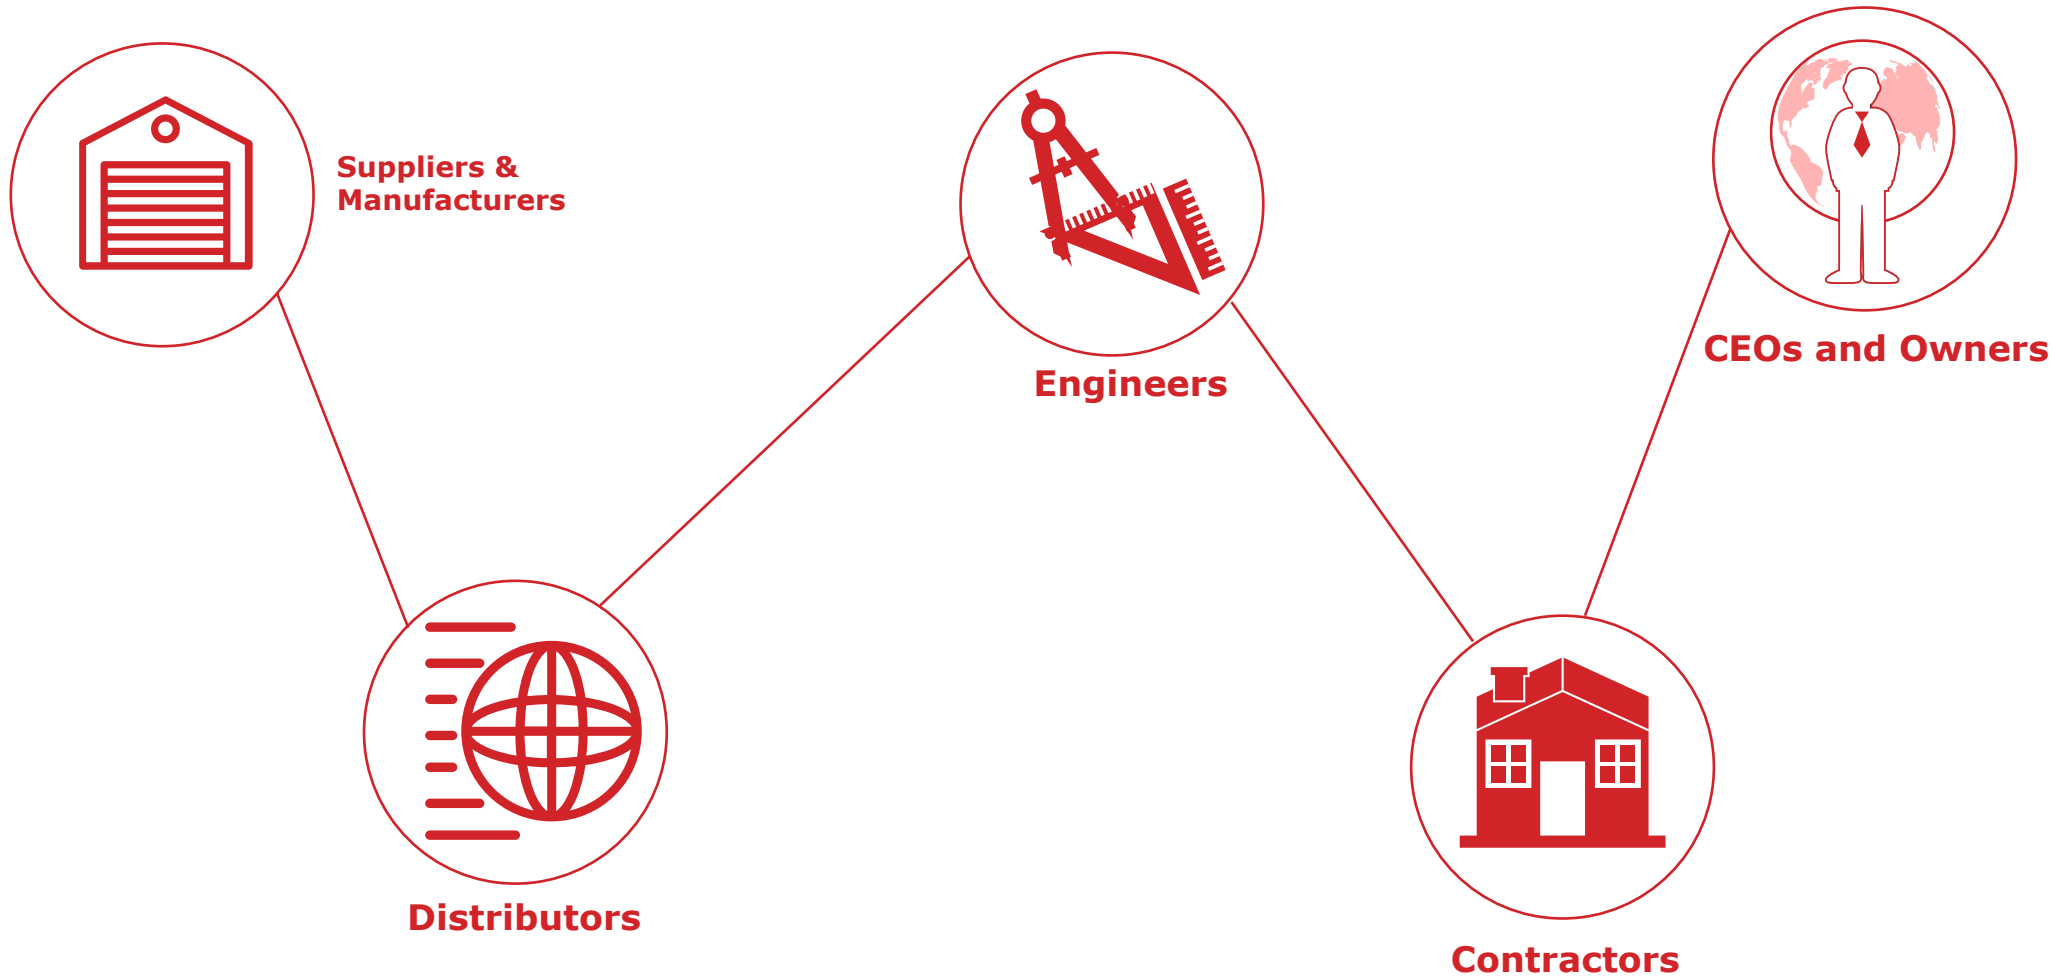 Suppliers &
Manufacturers
Distributors
Engineers
Contractors
CEOs and Owners